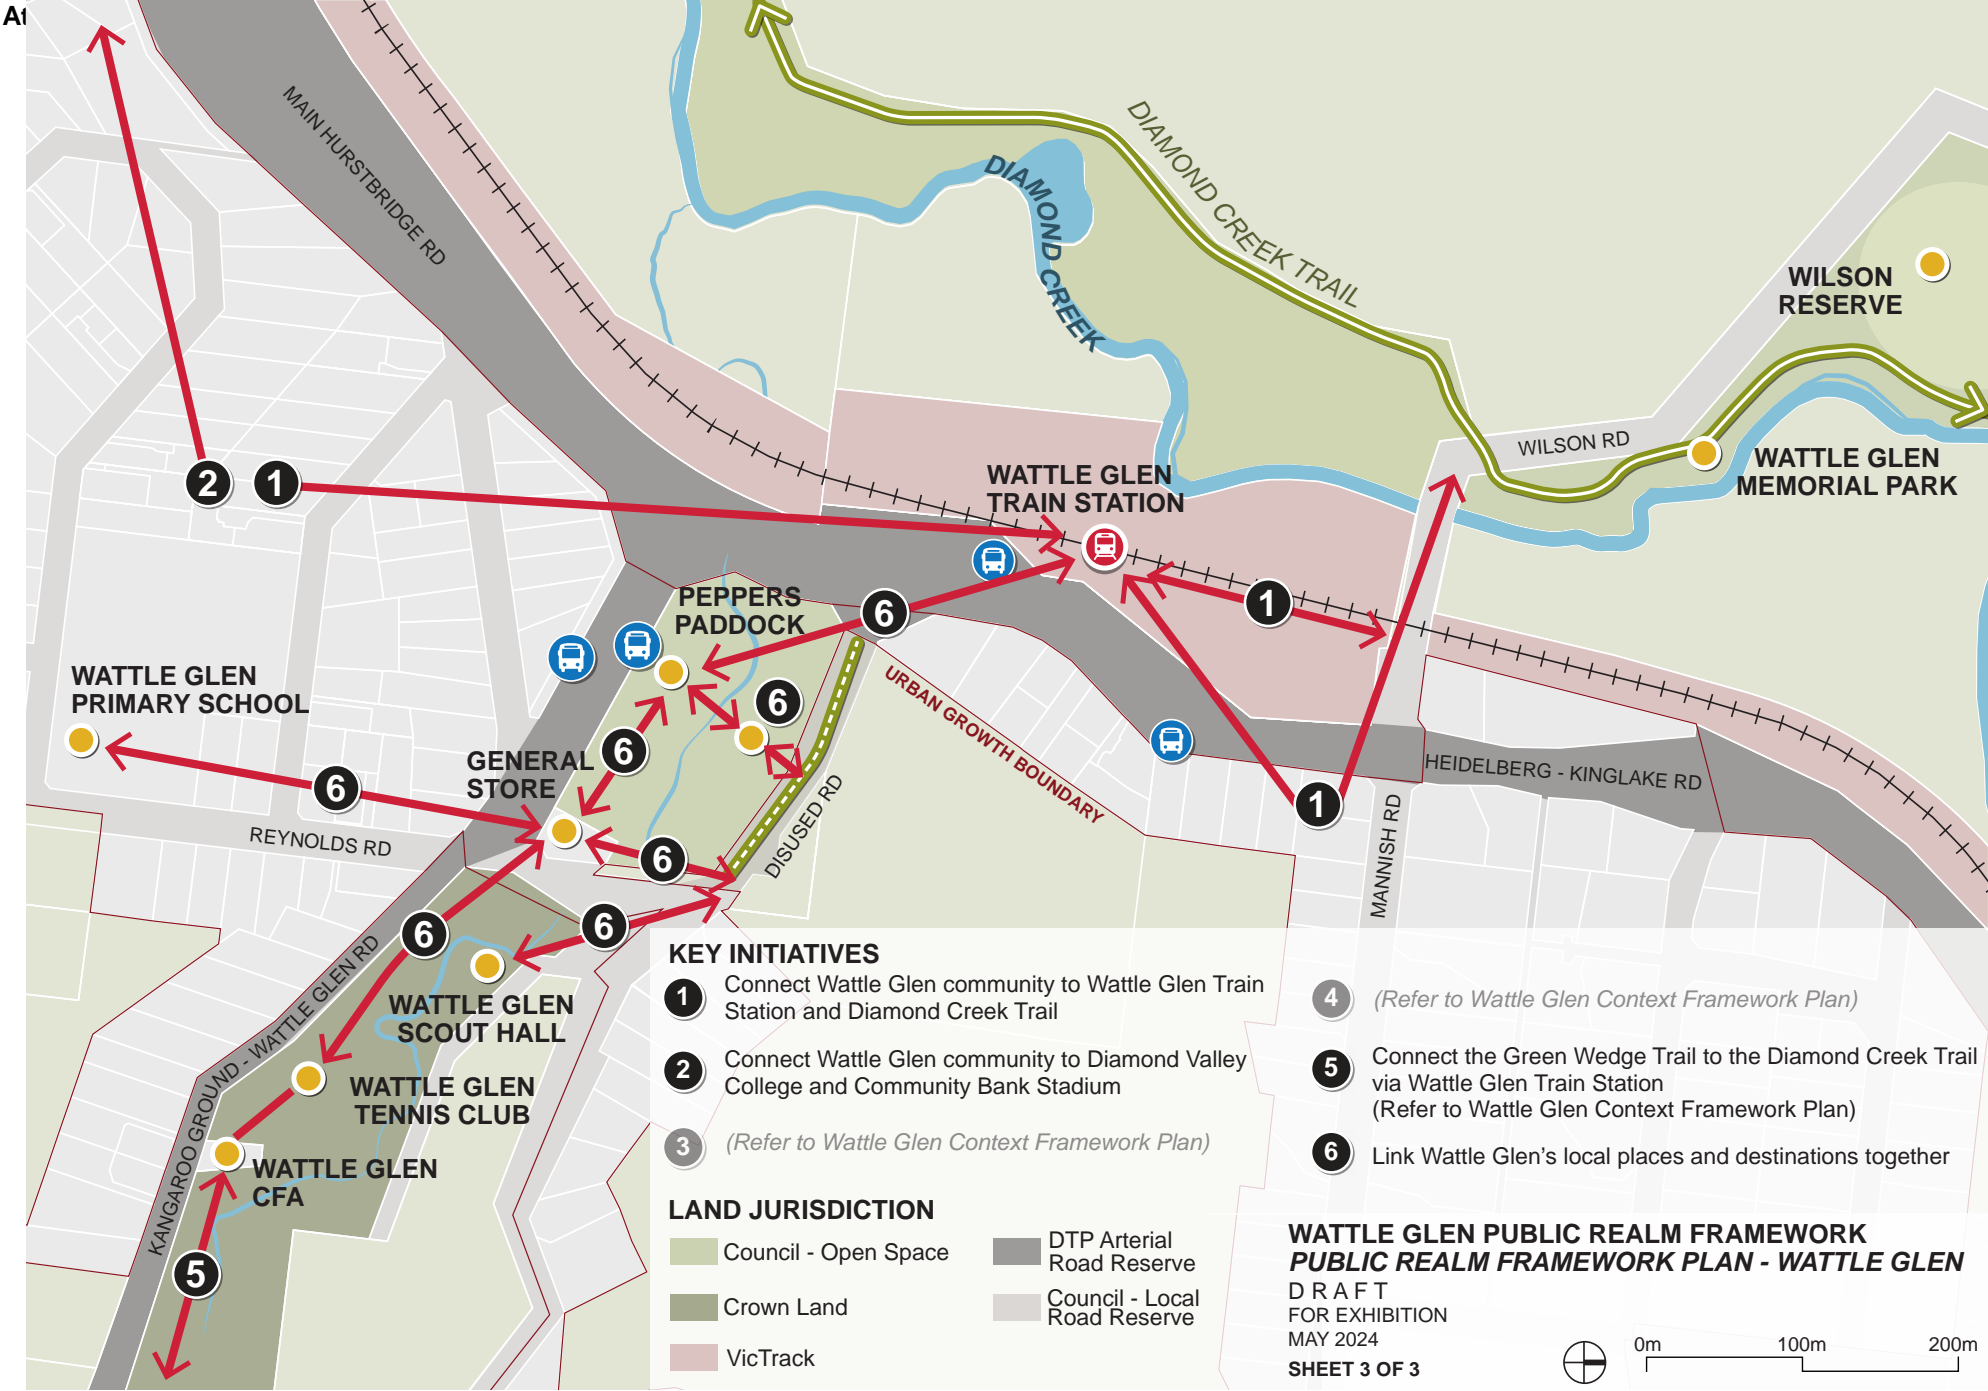 At
MAIN HURSTBRIDGE RD
DIAMOND CREEK TRAIL
DIAMOND CREEK
WILSON
RESERVE
WILSON RD
WATTLE GLEN
MEMORIAL PARK
WATTLE GLEN
TRAIN STATION
2
1
PEPPERS
PADDOCK
6
1
WATTLE GLEN
PRIMARY SCHOOL
6
6
GENERAL
STORE
6
URBAN GROWTH BOUNDARY
HEIDELBERG - KINGLAKE RD
1
MANNISH RD
REYNOLDS RD
DISUSED RD
6
6
6
KANGAROO GROUND - WATTLE GLEN RD
WATTLE GLEN
SCOUT HALL
WATTLE GLEN
TENNIS CLUB
WATTLE GLEN
CFA
5
KEY INITIATIVES
1 Connect Wattle Glen community to Wattle Glen Train
Station and Diamond Creek Trail
2 Connect Wattle Glen community to Diamond Valley
College and Community Bank Stadium
3 (Refer to Wattle Glen Context Framework Plan)
4 (Refer to Wattle Glen Context Framework Plan)
5 Connect the Green Wedge Trail to the Diamond Creek Trail
via Wattle Glen Train Station
(Refer to Wattle Glen Context Framework Plan)
6 Link Wattle Glen's local places and destinations together
LAND JURISDICTION
Council - Open Space
Crown Land
VicTrack
DTP Arterial
Road Reserve
Council - Local
Road Reserve
WATTLE GLEN PUBLIC REALM FRAMEWORK
PUBLIC REALM FRAMEWORK PLAN - WATTLE GLEN
DRAFT
FOR EXHIBITION
MAY 2024
SHEET 3 OF 3
0m 100m 200m